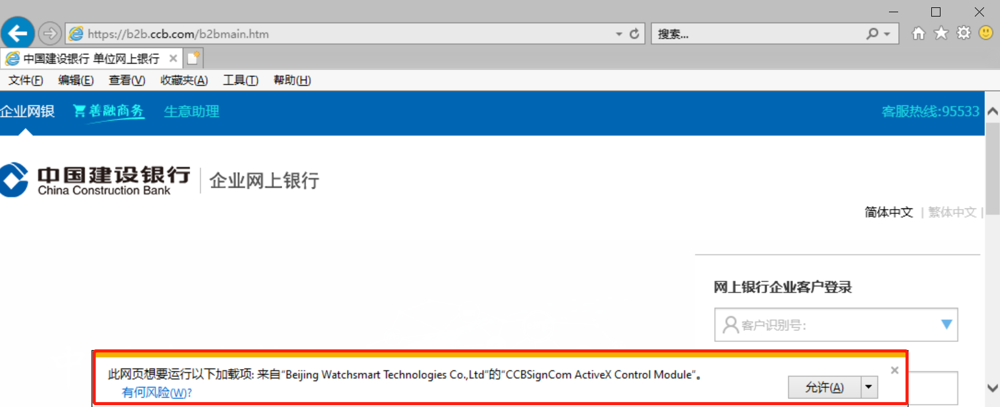 https://b2b.ccb.com/b2bmain.htm
搜索...
中国建设银行 单位网上银行
文件(F) 编辑(E) 查看(V) 收藏夹(A) 工具(T) 帮助(H)
企业网银 善融商务 生意助理 客服热线:95533
中国建设银行 企业网上银行
China Construction Bank
简体中文 | 繁体中文 |
网上银行企业客户登录
客户识别号:
此网页想要运行以下加载项: 来自"Beijing Watchsmart Technologies Co.,Ltd"的"CCBSignCom ActiveX Control Module"。
有何风险(W)?
允许(A)